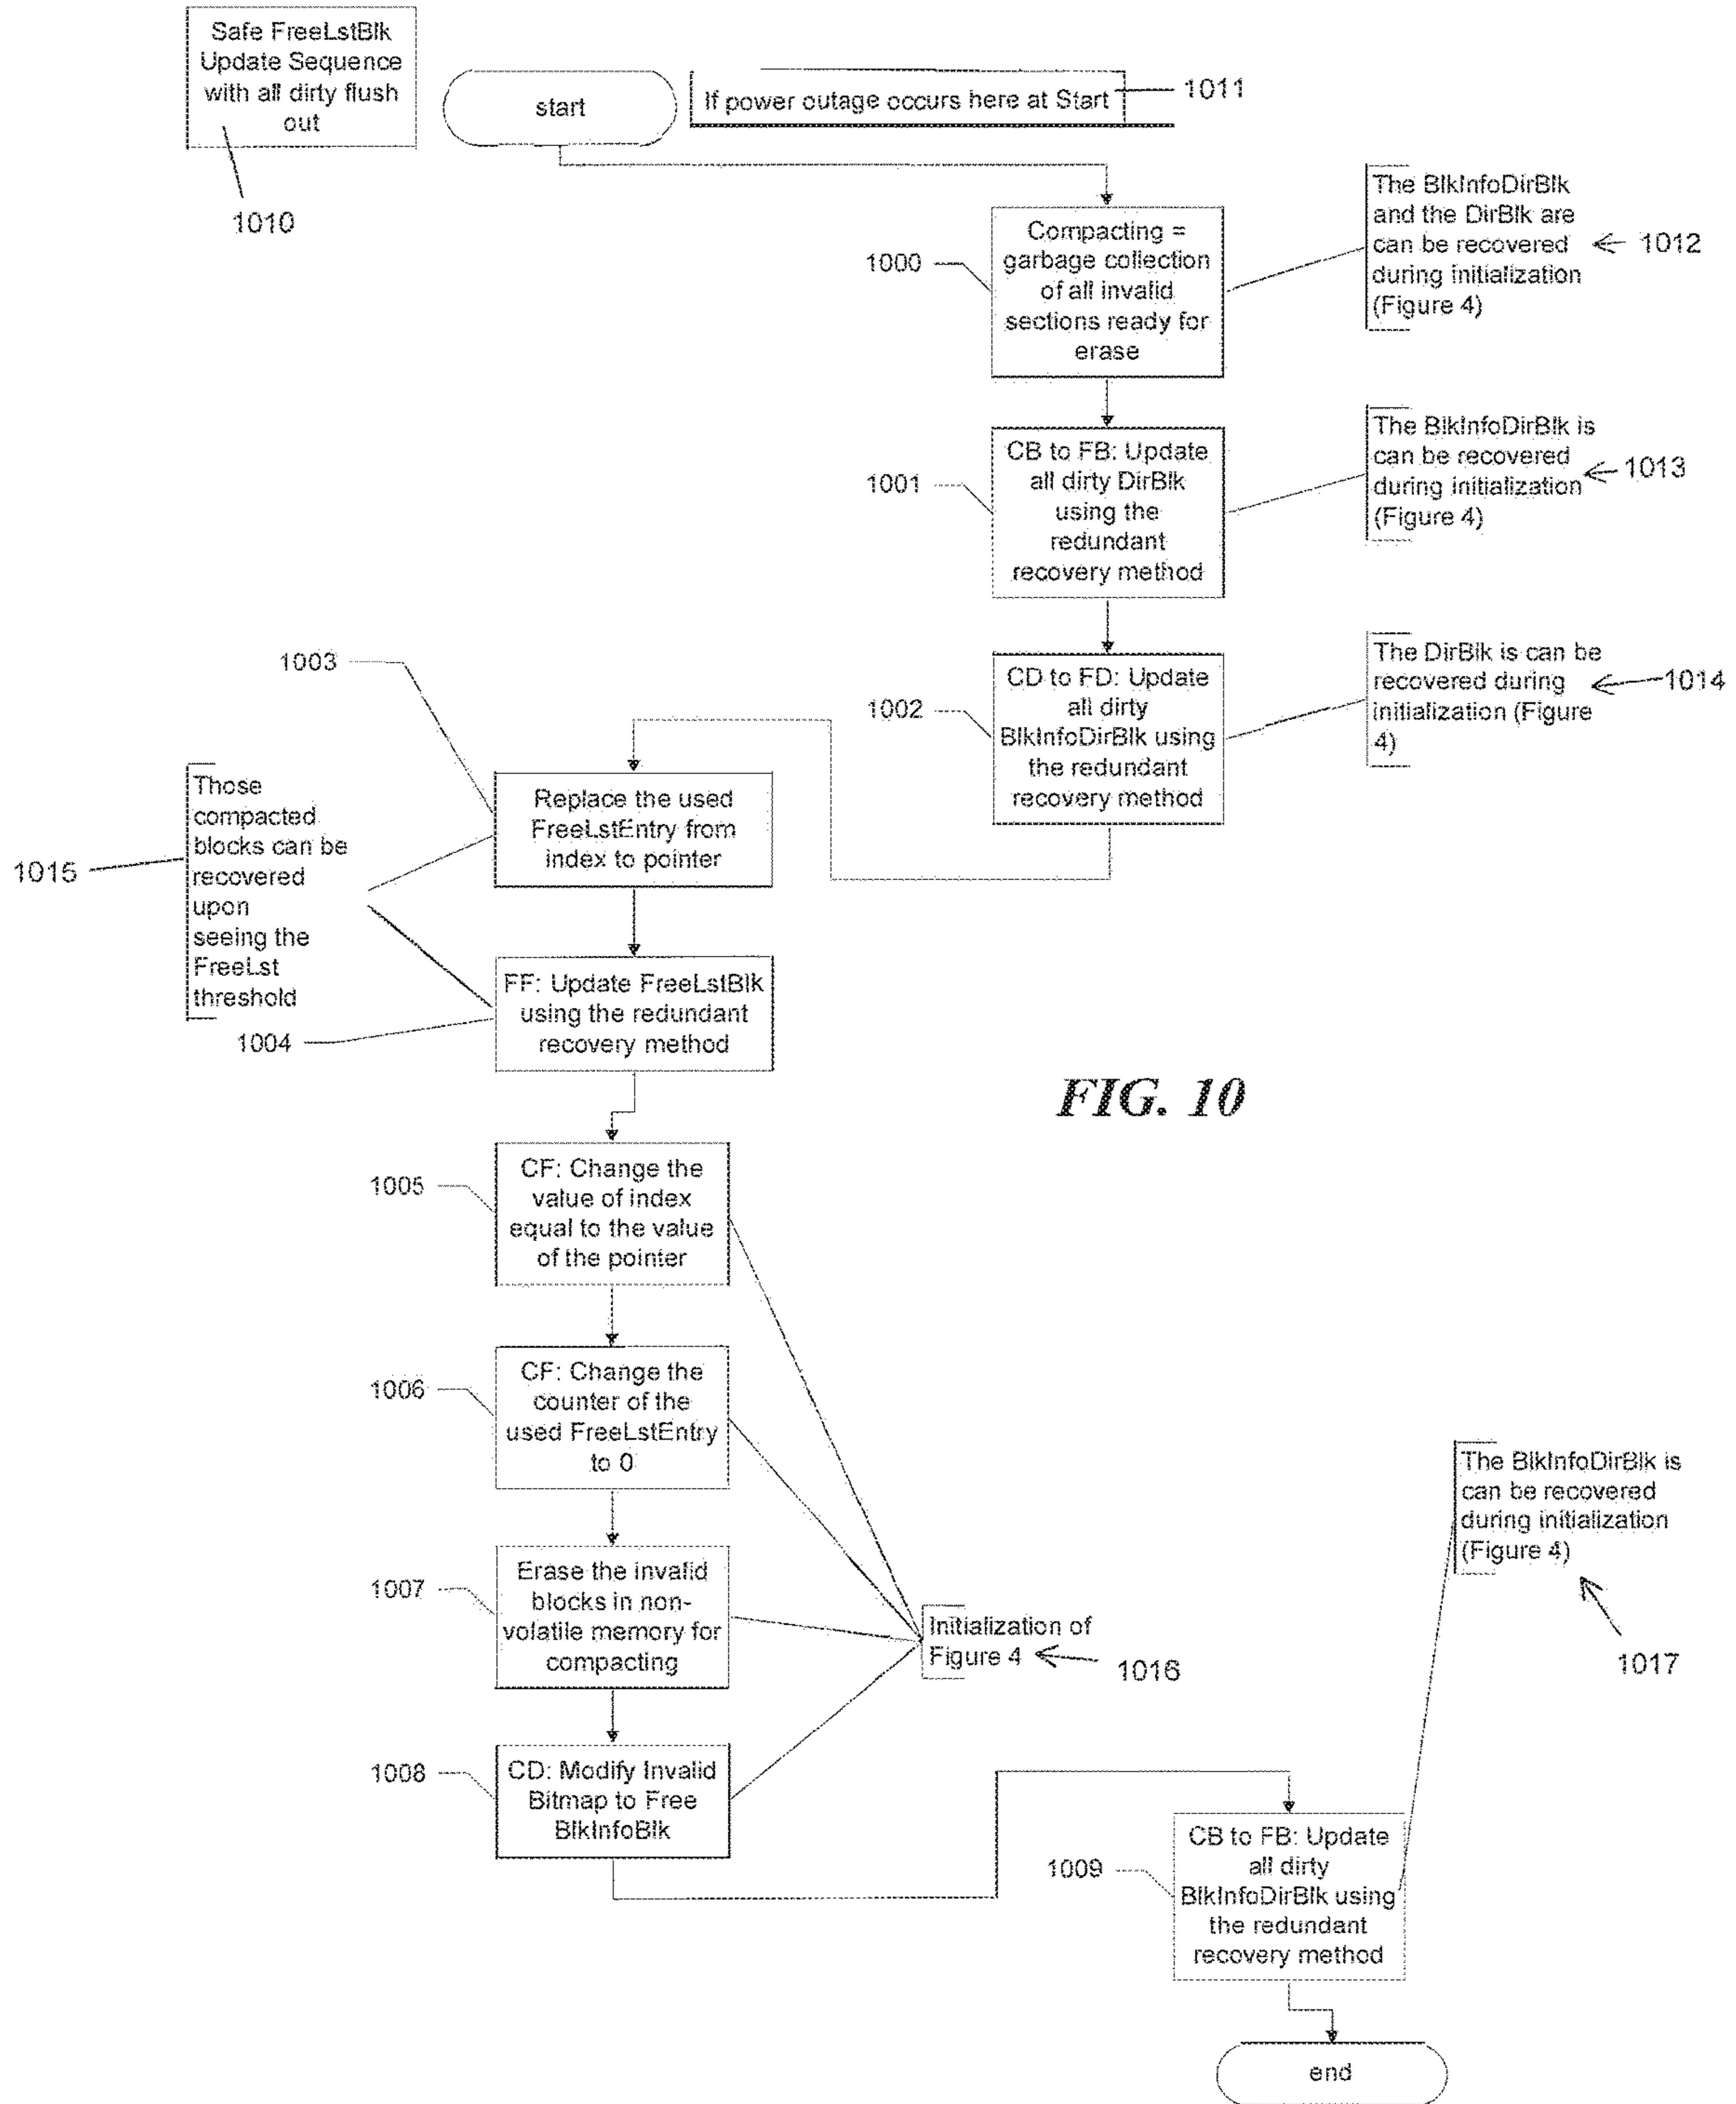 Safe FreeLstBlk
Update Sequence
with all dirty flush
out
1010
start
If power outage occurs here at Start
1011
1000
Compacting =
garbage collection
of all invalid
sections ready for
erase
The BlkInfoDirBlk
and the DirBlk are
can be recovered
during initialization
(Figure 4)
1012
1001
CB to FB: Update
all dirty DirBlk
using the
redundant
recovery method
The BlkInfoDirBlk is
can be recovered
during initialization
(Figure 4)
1013
1002
CD to FD: Update
all dirty
BlkInfoDirBlk using
the redundant
recovery method
The DirBlk is can be
recovered during
initialization (Figure
4)
1014
1003
Replace the used
FreeLstEntry from
index to pointer
1015
Those
compacted
blocks can be
recovered
upon
seeing the
FreeLst
threshold
1004
FF: Update FreeLstBlk
using the redundant
recovery method
FIG. 10
1005
CF: Change the
value of index
equal to the value
of the pointer
1006
CF: Change the
counter of the
used FreeLstEntry
to 0
1007
Erase the invalid
blocks in non-
volatile memory for
compacting
Initialization of
Figure 4
1016
The BlkInfoDirBlk is
can be recovered
during initialization
(Figure 4)
1017
1008
CD: Modify Invalid
Bitmap to Free
BlkInfoBlk
1009
CB to FB: Update
all dirty
BlkInfoDirBlk using
the redundant
recovery method
end